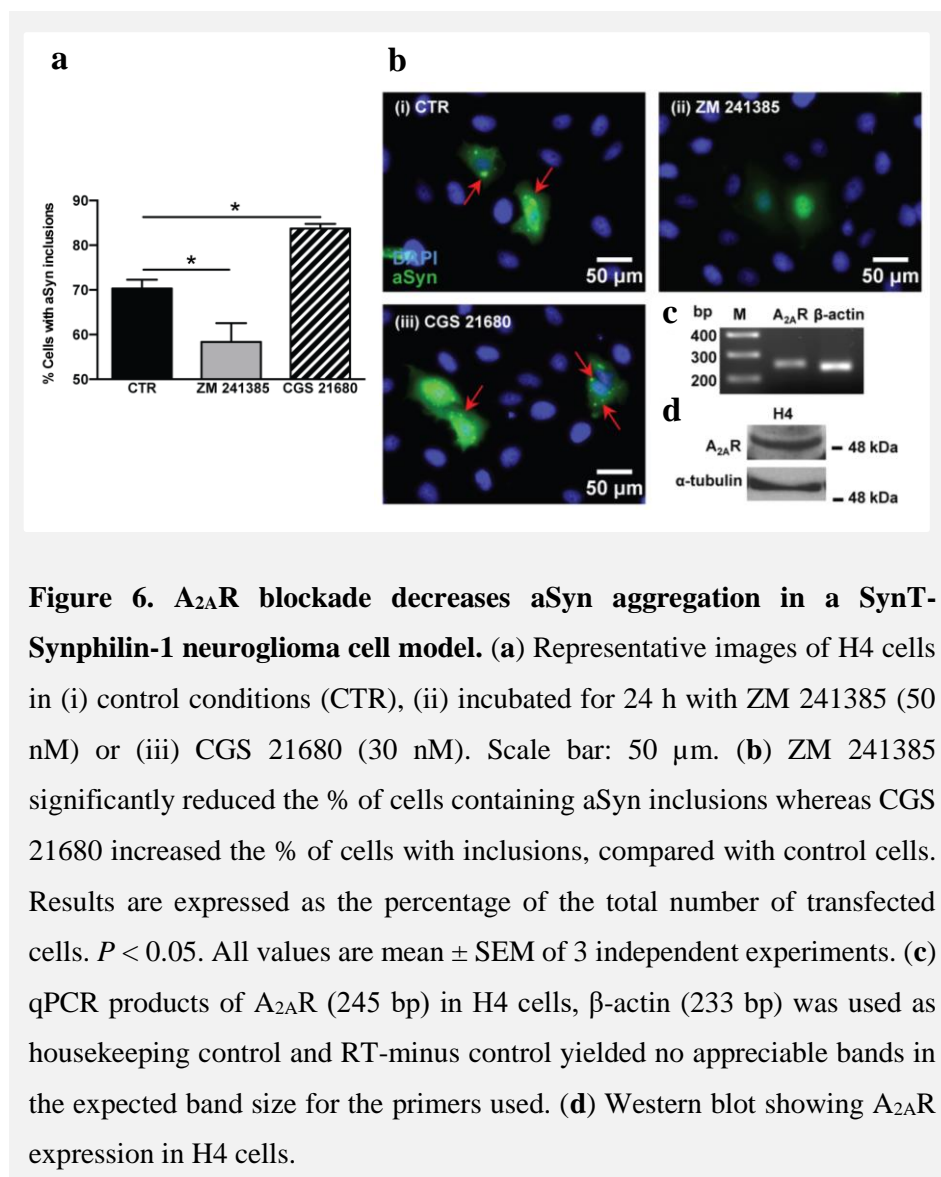 a
b
(i) CTR
(ii) ZM 241385
DAPI
aSyn
50 µm
50 µm
(iii) CGS 21680
50 µm
% Cells with aSyn inclusions
90
80
70
60
50
*
*
CTR
ZM 241385
CGS 21680
c
bp
M
A2AR
β-actin
400
300
200
d
H4
A2AR
48 kDa
α-tubulin
48 kDa
Figure 6. A2AR blockade decreases aSyn aggregation in a SynT-
Synphilin-1 neuroglioma cell model. (a) Representative images of H4 cells
in (i) control conditions (CTR), (ii) incubated for 24 h with ZM 241385 (50
nM) or (iii) CGS 21680 (30 nM). Scale bar: 50 µm. (b) ZM 241385
significantly reduced the % of cells containing aSyn inclusions whereas CGS
21680 increased the % of cells with inclusions, compared with control cells.
Results are expressed as the percentage of the total number of transfected
cells. P < 0.05. All values are mean ± SEM of 3 independent experiments. (c)
qPCR products of A2AR (245 bp) in H4 cells, β-actin (233 bp) was used as
housekeeping control and RT-minus control yielded no appreciable bands in
the expected band size for the primers used. (d) Western blot showing A2AR
expression in H4 cells.